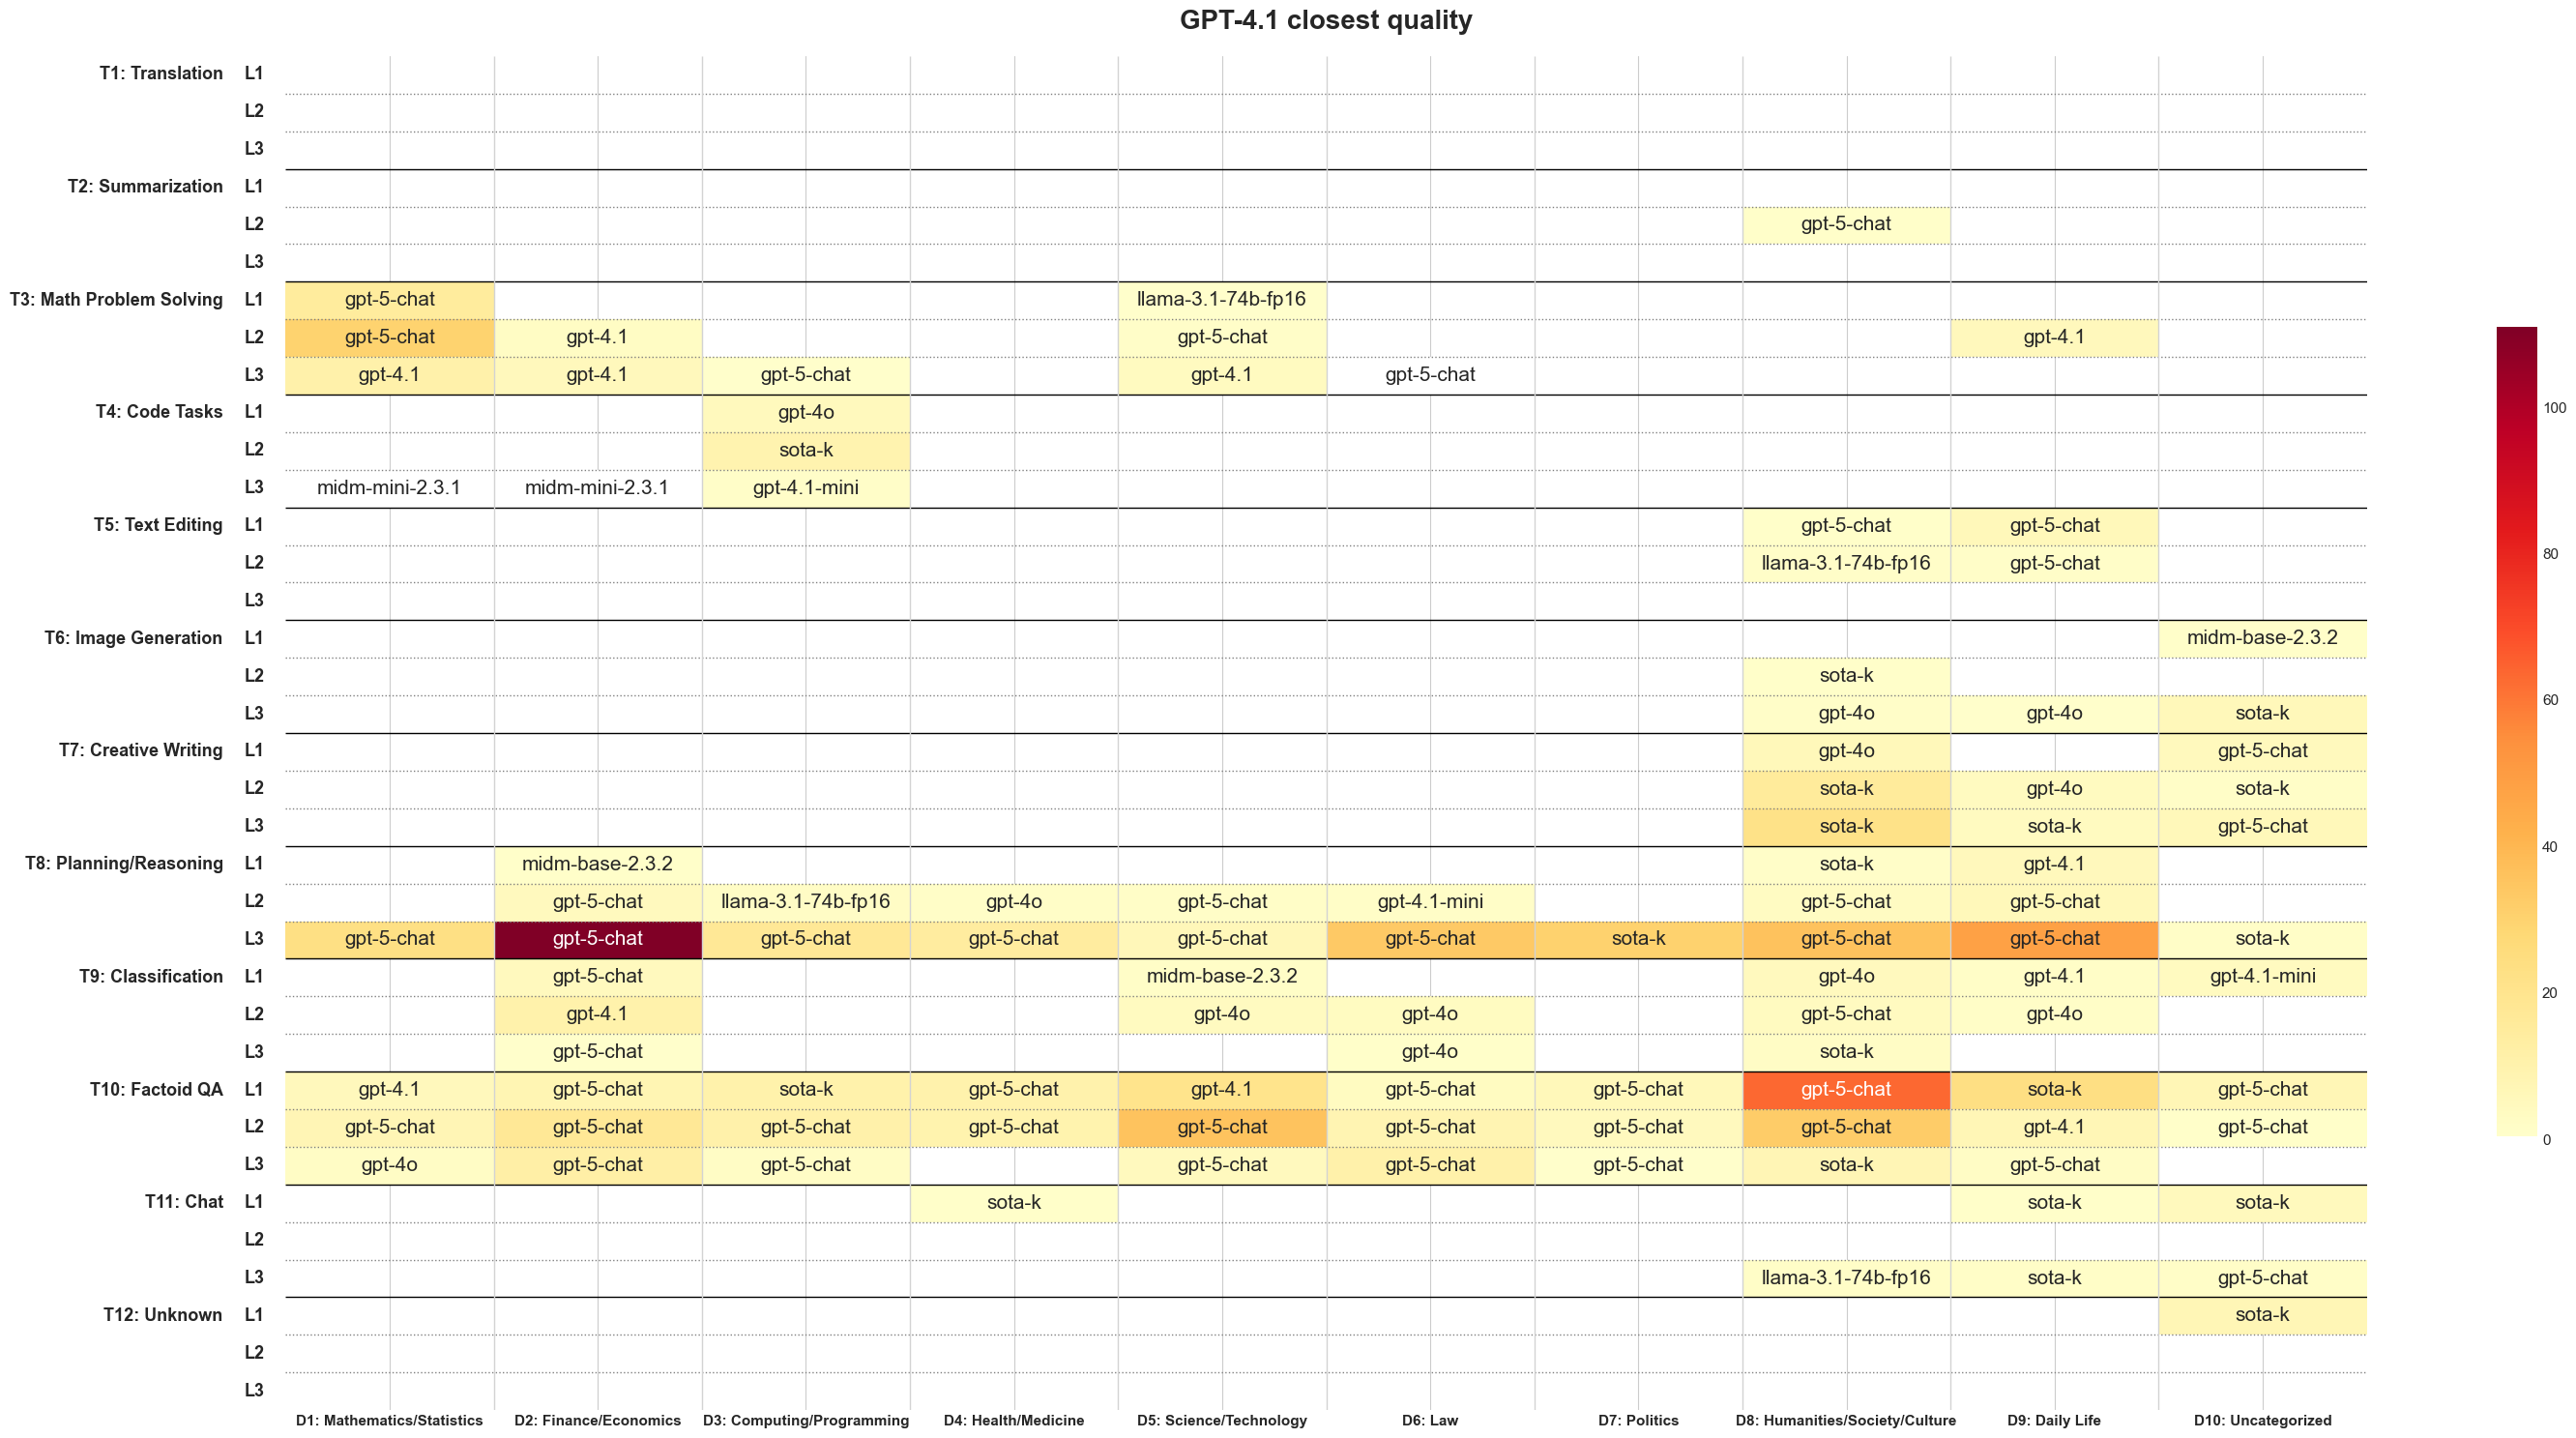 GPT-4.1 closest quality
T1: Translation L1
L2
L3
T2: Summarization L1
L2 gpt-5-chat
L3
T3: Math Problem Solving L1 gpt-5-chat llama-3.1-74b-fp16
L2 gpt-5-chat gpt-4.1 gpt-5-chat gpt-4.1
L3 gpt-4.1 gpt-4.1 gpt-5-chat gpt-4.1 gpt-5-chat
T4: Code Tasks L1 gpt-4o
L2 sota-k
L3 midm-mini-2.3.1 midm-mini-2.3.1 gpt-4.1-mini
T5: Text Editing L1 gpt-5-chat gpt-5-chat
L2 llama-3.1-74b-fp16 gpt-5-chat
L3
T6: Image Generation L1 midm-base-2.3.2
L2 sota-k
L3 gpt-4o gpt-4o sota-k
T7: Creative Writing L1 gpt-4o gpt-5-chat
L2 sota-k gpt-4o sota-k
L3 sota-k sota-k gpt-5-chat
T8: Planning/Reasoning L1 midm-base-2.3.2 sota-k gpt-4.1
L2 gpt-5-chat llama-3.1-74b-fp16 gpt-4o gpt-5-chat gpt-4.1-mini gpt-5-chat gpt-5-chat
L3 gpt-5-chat gpt-5-chat gpt-5-chat gpt-5-chat gpt-5-chat gpt-5-chat sota-k gpt-5-chat gpt-5-chat sota-k
T9: Classification L1 gpt-5-chat midm-base-2.3.2 gpt-4o gpt-4.1 gpt-4.1-mini
L2 gpt-4.1 gpt-4o gpt-4o gpt-5-chat gpt-4o
L3 gpt-5-chat gpt-4o sota-k
T10: Factoid QA L1 gpt-4.1 gpt-5-chat sota-k gpt-5-chat gpt-4.1 gpt-5-chat gpt-5-chat gpt-5-chat sota-k gpt-5-chat
L2 gpt-5-chat gpt-5-chat gpt-5-chat gpt-5-chat gpt-5-chat gpt-5-chat gpt-5-chat gpt-5-chat gpt-4.1 gpt-5-chat
L3 gpt-4o gpt-5-chat gpt-5-chat gpt-5-chat gpt-5-chat gpt-5-chat sota-k gpt-5-chat
T11: Chat L1 sota-k sota-k sota-k
L2
L3 llama-3.1-74b-fp16 sota-k gpt-5-chat
T12: Unknown L1 sota-k
L2
L3
D1: Mathematics/Statistics D2: Finance/Economics D3: Computing/Programming D4: Health/Medicine D5: Science/Technology D6: Law D7: Politics D8: Humanities/Society/Culture D9: Daily Life D10: Uncategorized
100
80
60
40
20
0